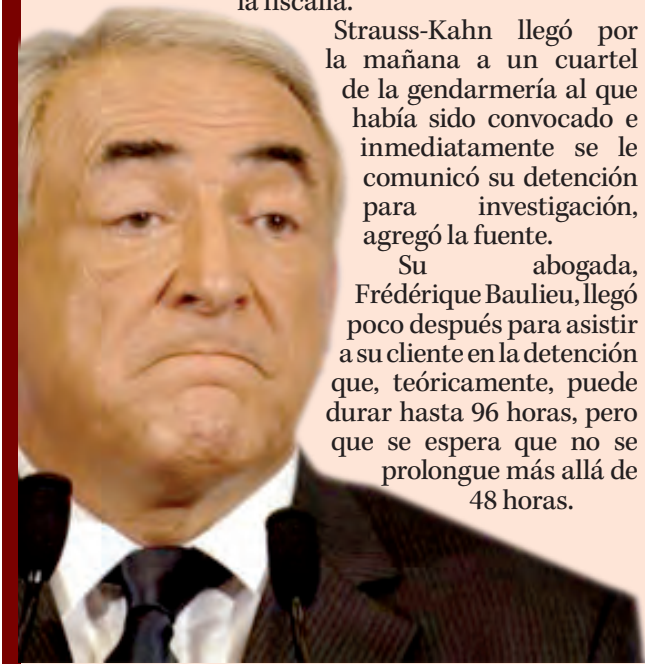 la fiscalía.
Strauss-Kahn llegó por
la mañana a un cuartel
de la gendarmería al que
había sido convocado e
inmediatamente se le
comunicó su detención
para investigación,
agregó la fuente.
Su abogada,
Frédérique Baulieu, llegó
poco después para asistir
a su cliente en la detención
que, teóricamente, puede
durar hasta 96 horas, pero
que se espera que no se
prolongue más allá de
48 horas.